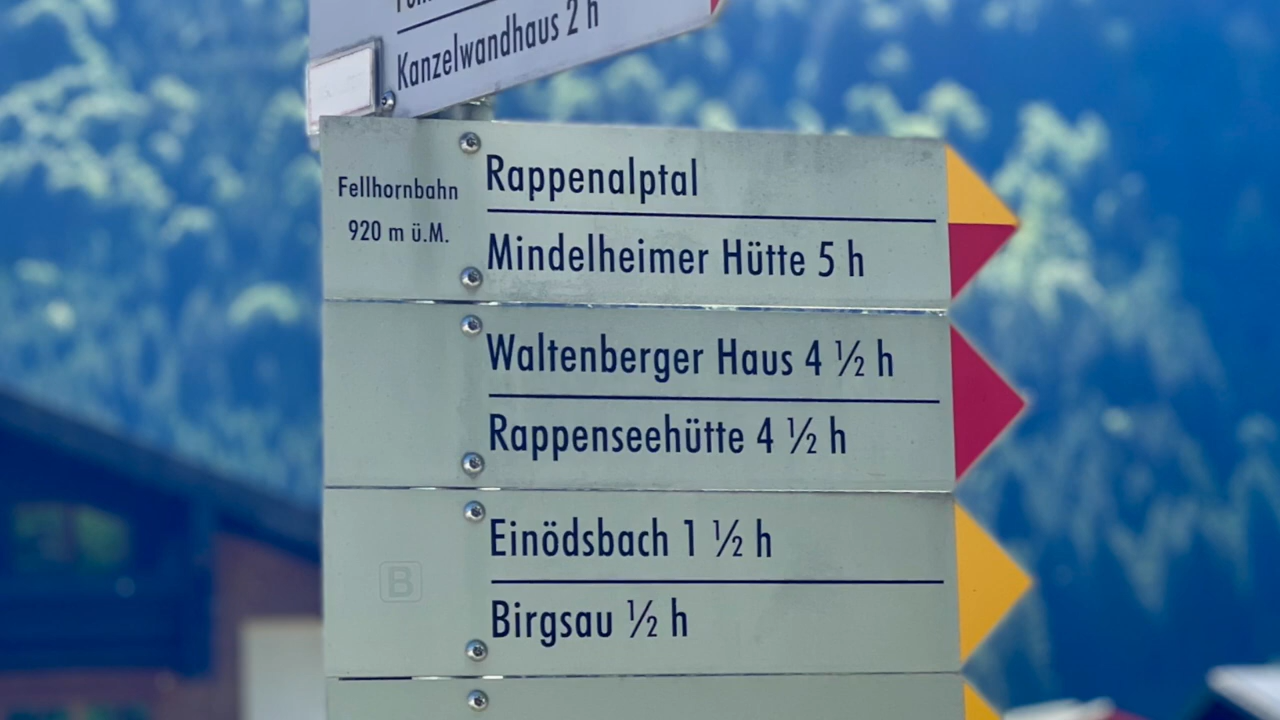 Kanzelwandhaus 2 h
Fellhornbahn
920 m ü.M.
Rappenalptal
Mindelheimer Hütte 5 h
Waltenberger Haus 4 ½ h
Rappenseehütte 4 ½ h
Einödsbach 1 ½ h
Birgsau ½ h
B